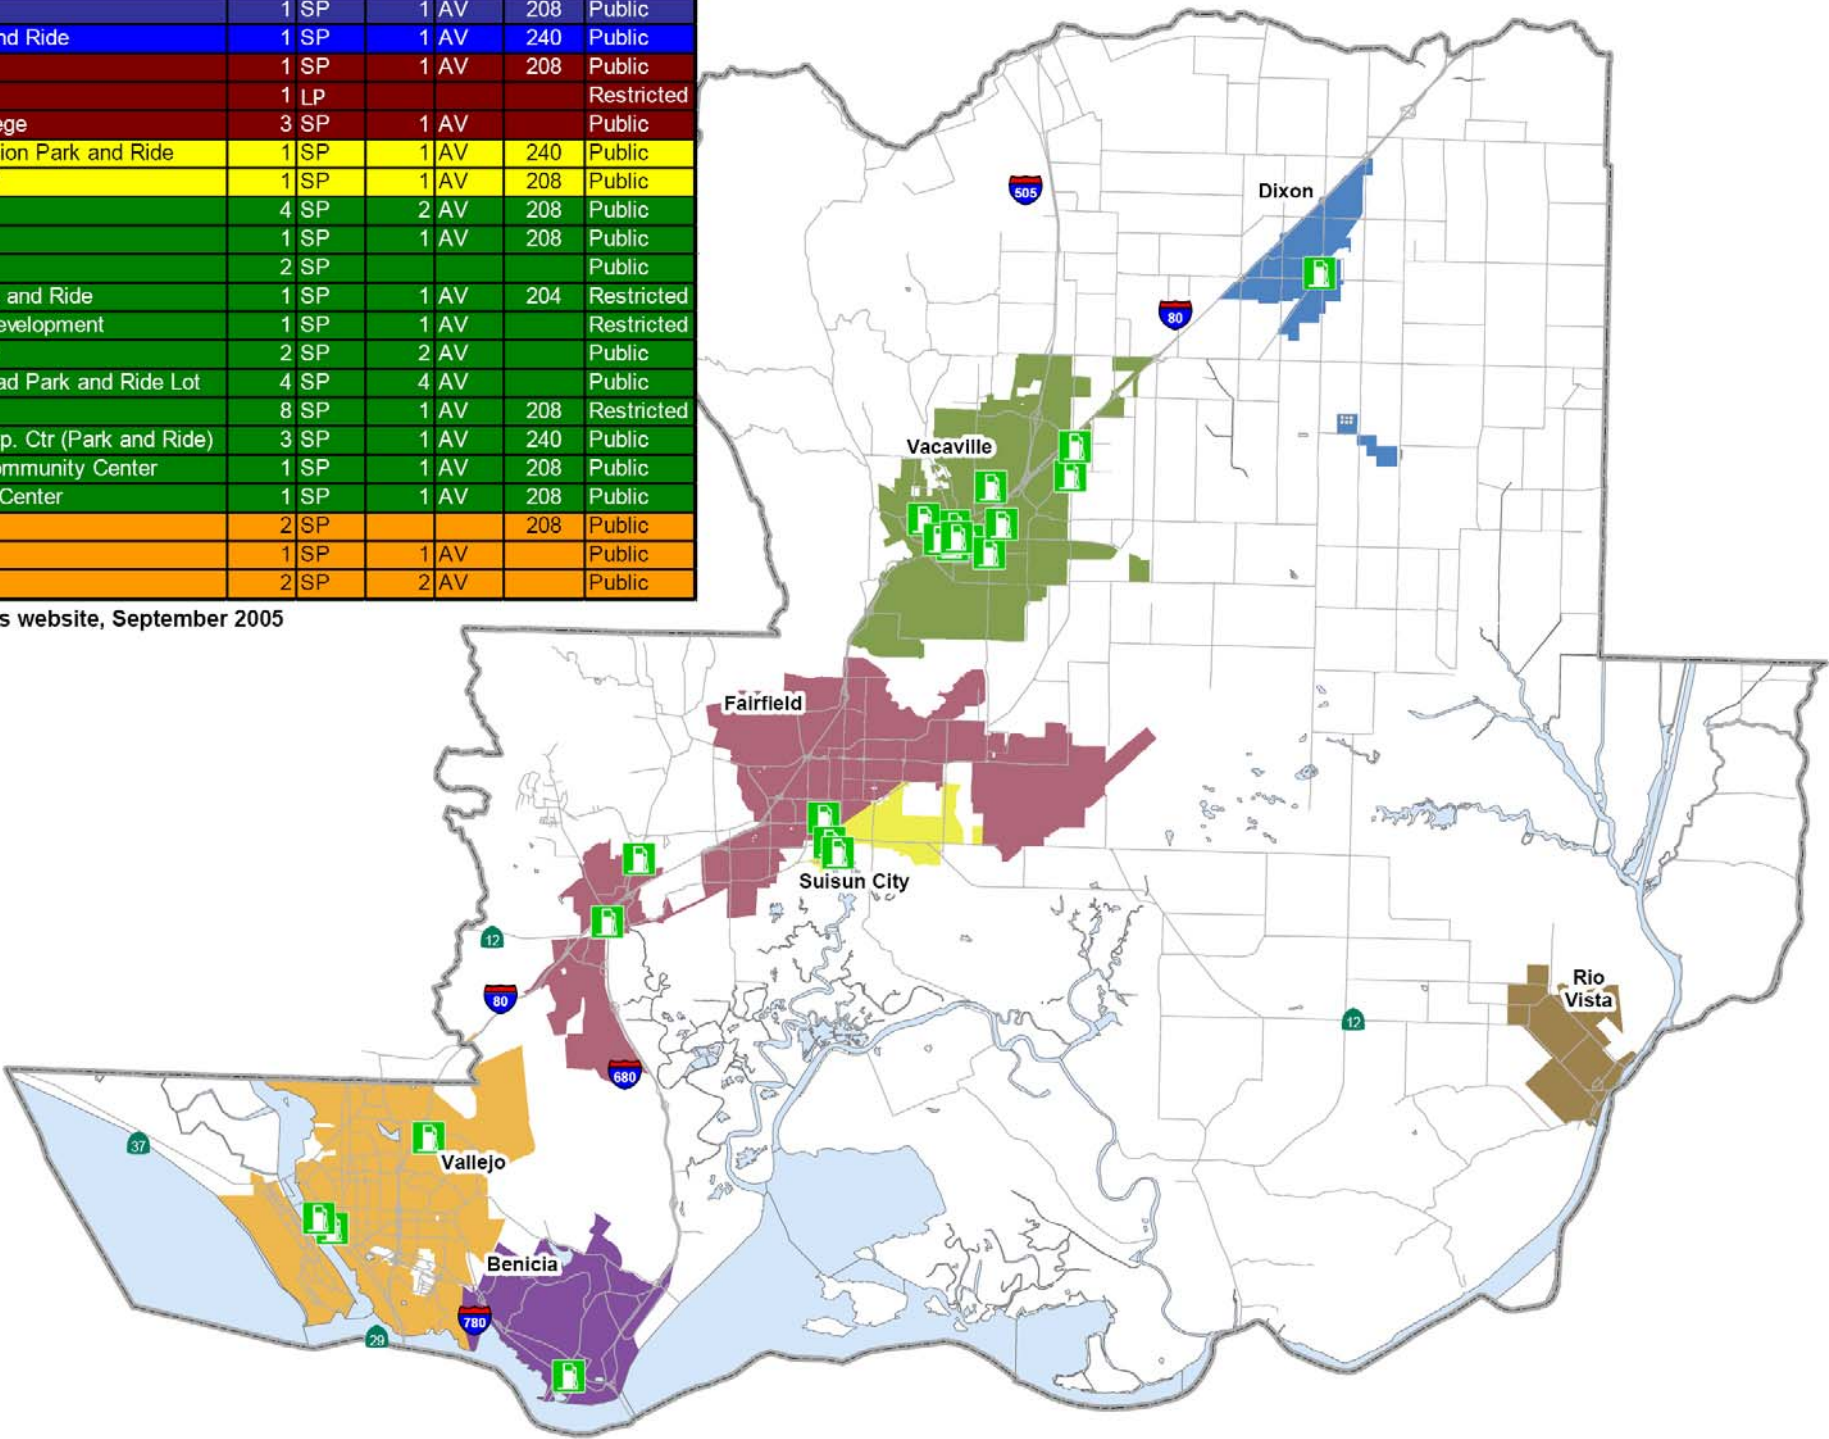 1 SP 1 AV 208 Public
nd Ride 1 SP 1 AV 240 Public
1 SP 1 AV 208 Public
1 LP Restricted
ege 3 SP 1 AV Public
ion Park and Ride 1 SP 1 AV 240 Public
1 SP 1 AV 208 Public
4 SP 2 AV 208 Public
1 SP 1 AV 208 Public
2 SP Public
and Ride 1 SP 1 AV 204 Restricted
evelopment 1 SP 1 AV Restricted
2 SP 2 AV Public
ad Park and Ride Lot 4 SP 4 AV Public
8 SP 1 AV 208 Restricted
p. Ctr (Park and Ride) 3 SP 1 AV 240 Public
ommunity Center 1 SP 1 AV 208 Public
Center 1 SP 1 AV 208 Public
2 SP 208 Public
1 SP 1 AV Public
2 SP 2 AV Public
s website, September 2005
505
Dixon
80
Vacaville
Fairfield
Suisun City
12
80
Rio
Vista
12
680
37
Vallejo
Benicia
780
29